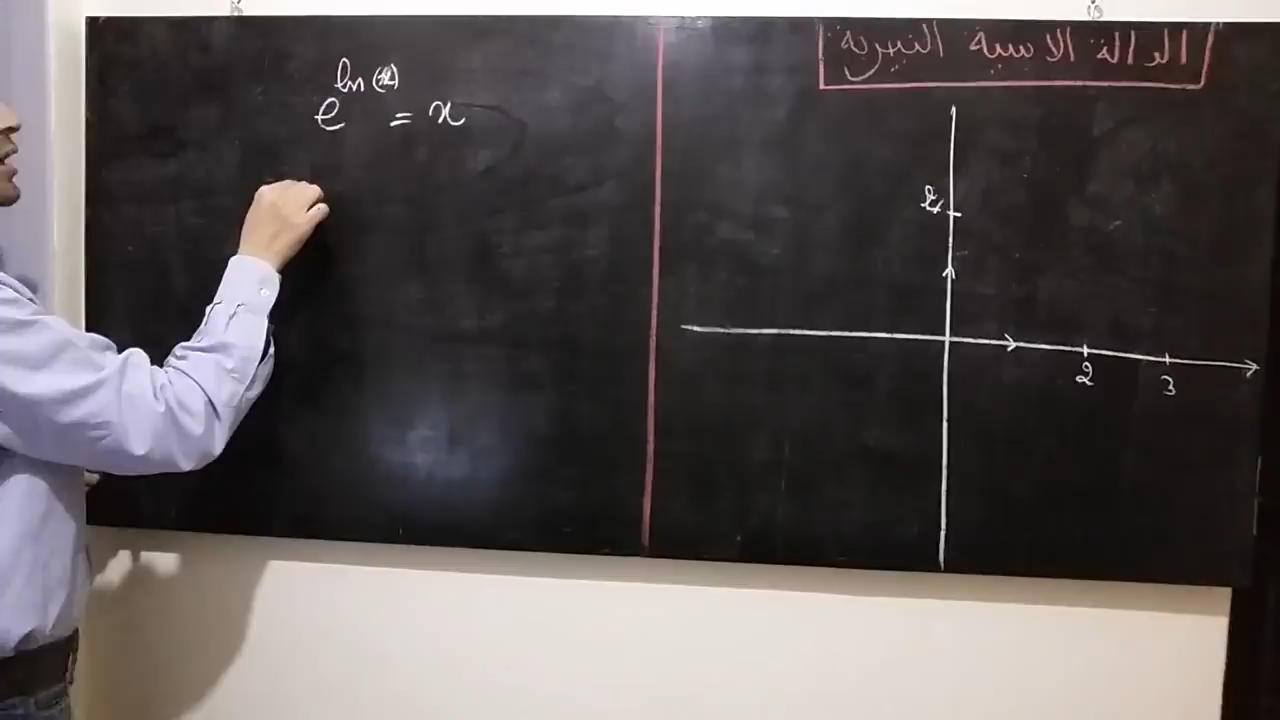 الدالة الاسية النيبرية
e^ln(x) = x
2
3